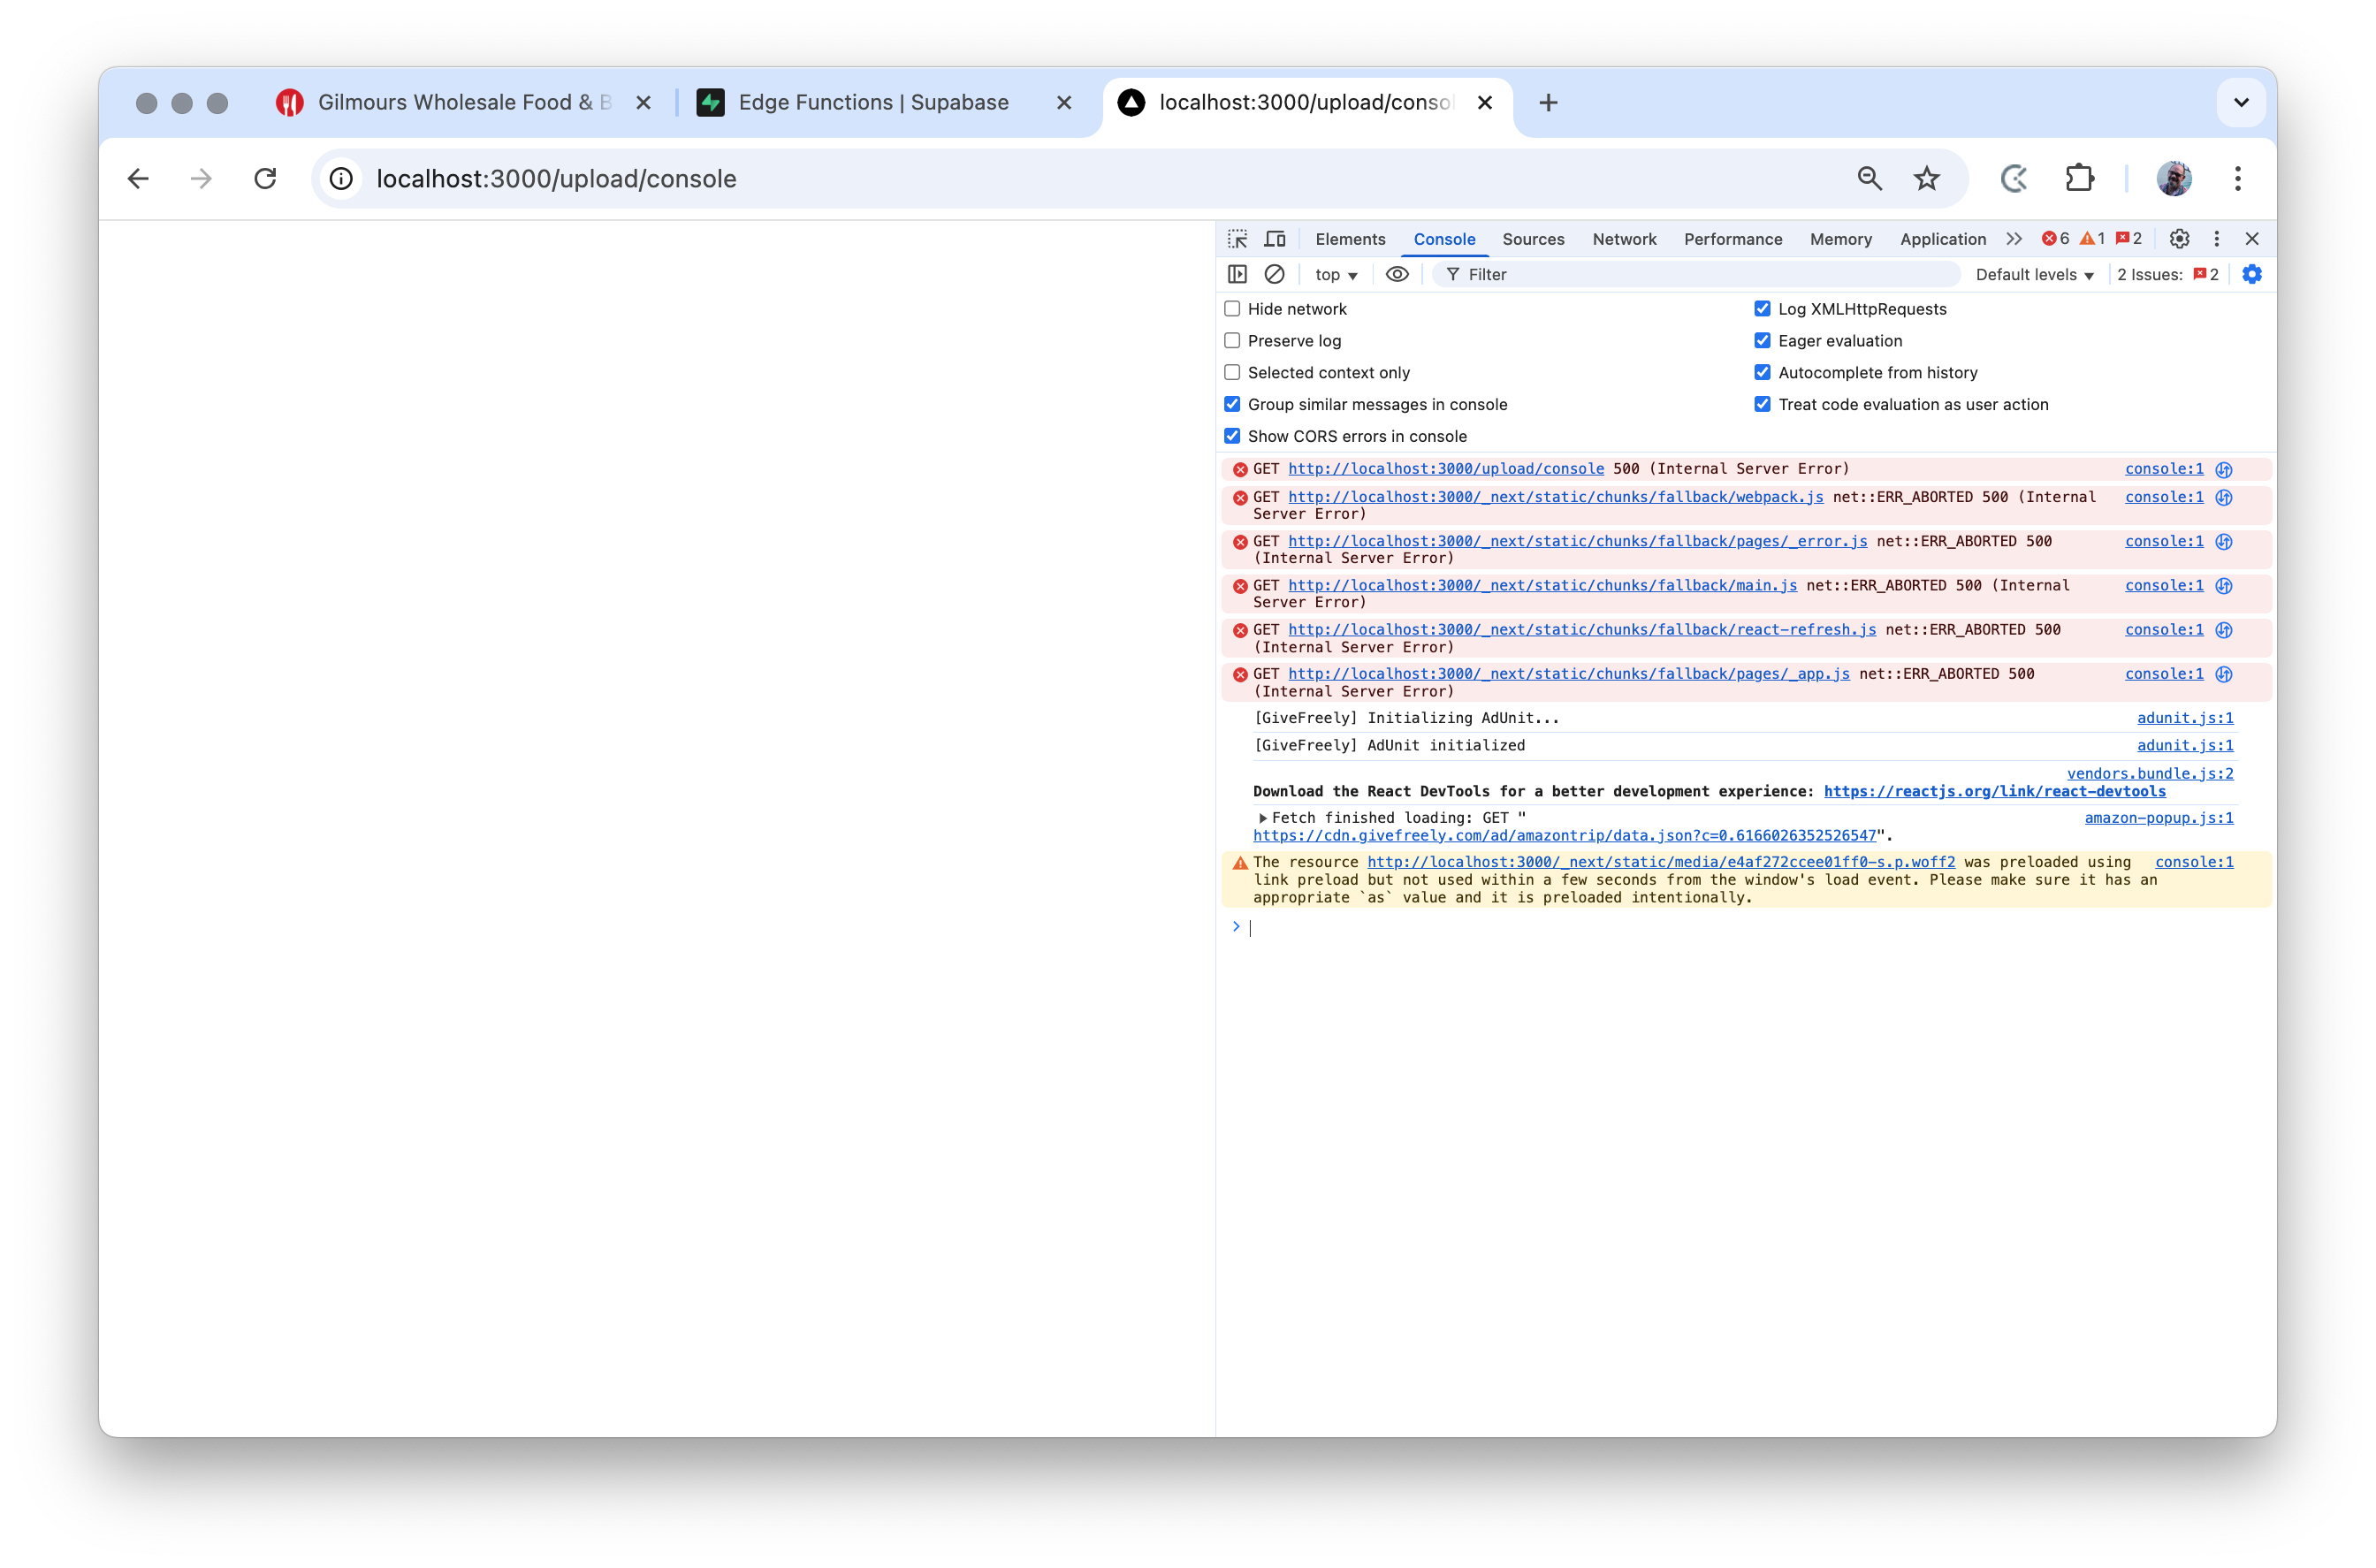 Gilmours Wholesale Food & B
Edge Functions | Supabase
localhost:3000/upload/consol
localhost:3000/upload/console
Elements Console Sources Network Performance Memory Application 6 1 2
top Filter Default levels 2 Issues: 2
Hide network
Log XMLHttpRequests
Preserve log
Eager evaluation
Selected context only
Autocomplete from history
Group similar messages in console
Treat code evaluation as user action
Show CORS errors in console
GET http://localhost:3000/upload/console 500 (Internal Server Error) console:1
GET http://localhost:3000/_next/static/chunks/fallback/webpack.js net::ERR_ABORTED 500 (Internal console:1
Server Error)
GET http://localhost:3000/_next/static/chunks/fallback/pages/_error.js net::ERR_ABORTED 500 console:1
(Internal Server Error)
GET http://localhost:3000/_next/static/chunks/fallback/main.js net::ERR_ABORTED 500 (Internal console:1
Server Error)
GET http://localhost:3000/_next/static/chunks/fallback/react-refresh.js net::ERR_ABORTED 500 console:1
(Internal Server Error)
GET http://localhost:3000/_next/static/chunks/fallback/pages/_app.js net::ERR_ABORTED 500 console:1
(Internal Server Error)
[GiveFreely] Initializing AdUnit... adunit.js:1
[GiveFreely] AdUnit initialized adunit.js:1
vendors.bundle.js:2
Download the React DevTools for a better development experience: https://reactjs.org/link/react-devtools
Fetch finished loading: GET " amazon-popup.js:1
https://cdn.givefreely.com/ad/amazontrip/data.json?c=0.6166026352526547".
The resource http://localhost:3000/_next/static/media/e4af272ccee01ff0-s.p.woff2 was preloaded using console:1
link preload but not used within a few seconds from the window's load event. Please make sure it has an
appropriate `as` value and it is preloaded intentionally.